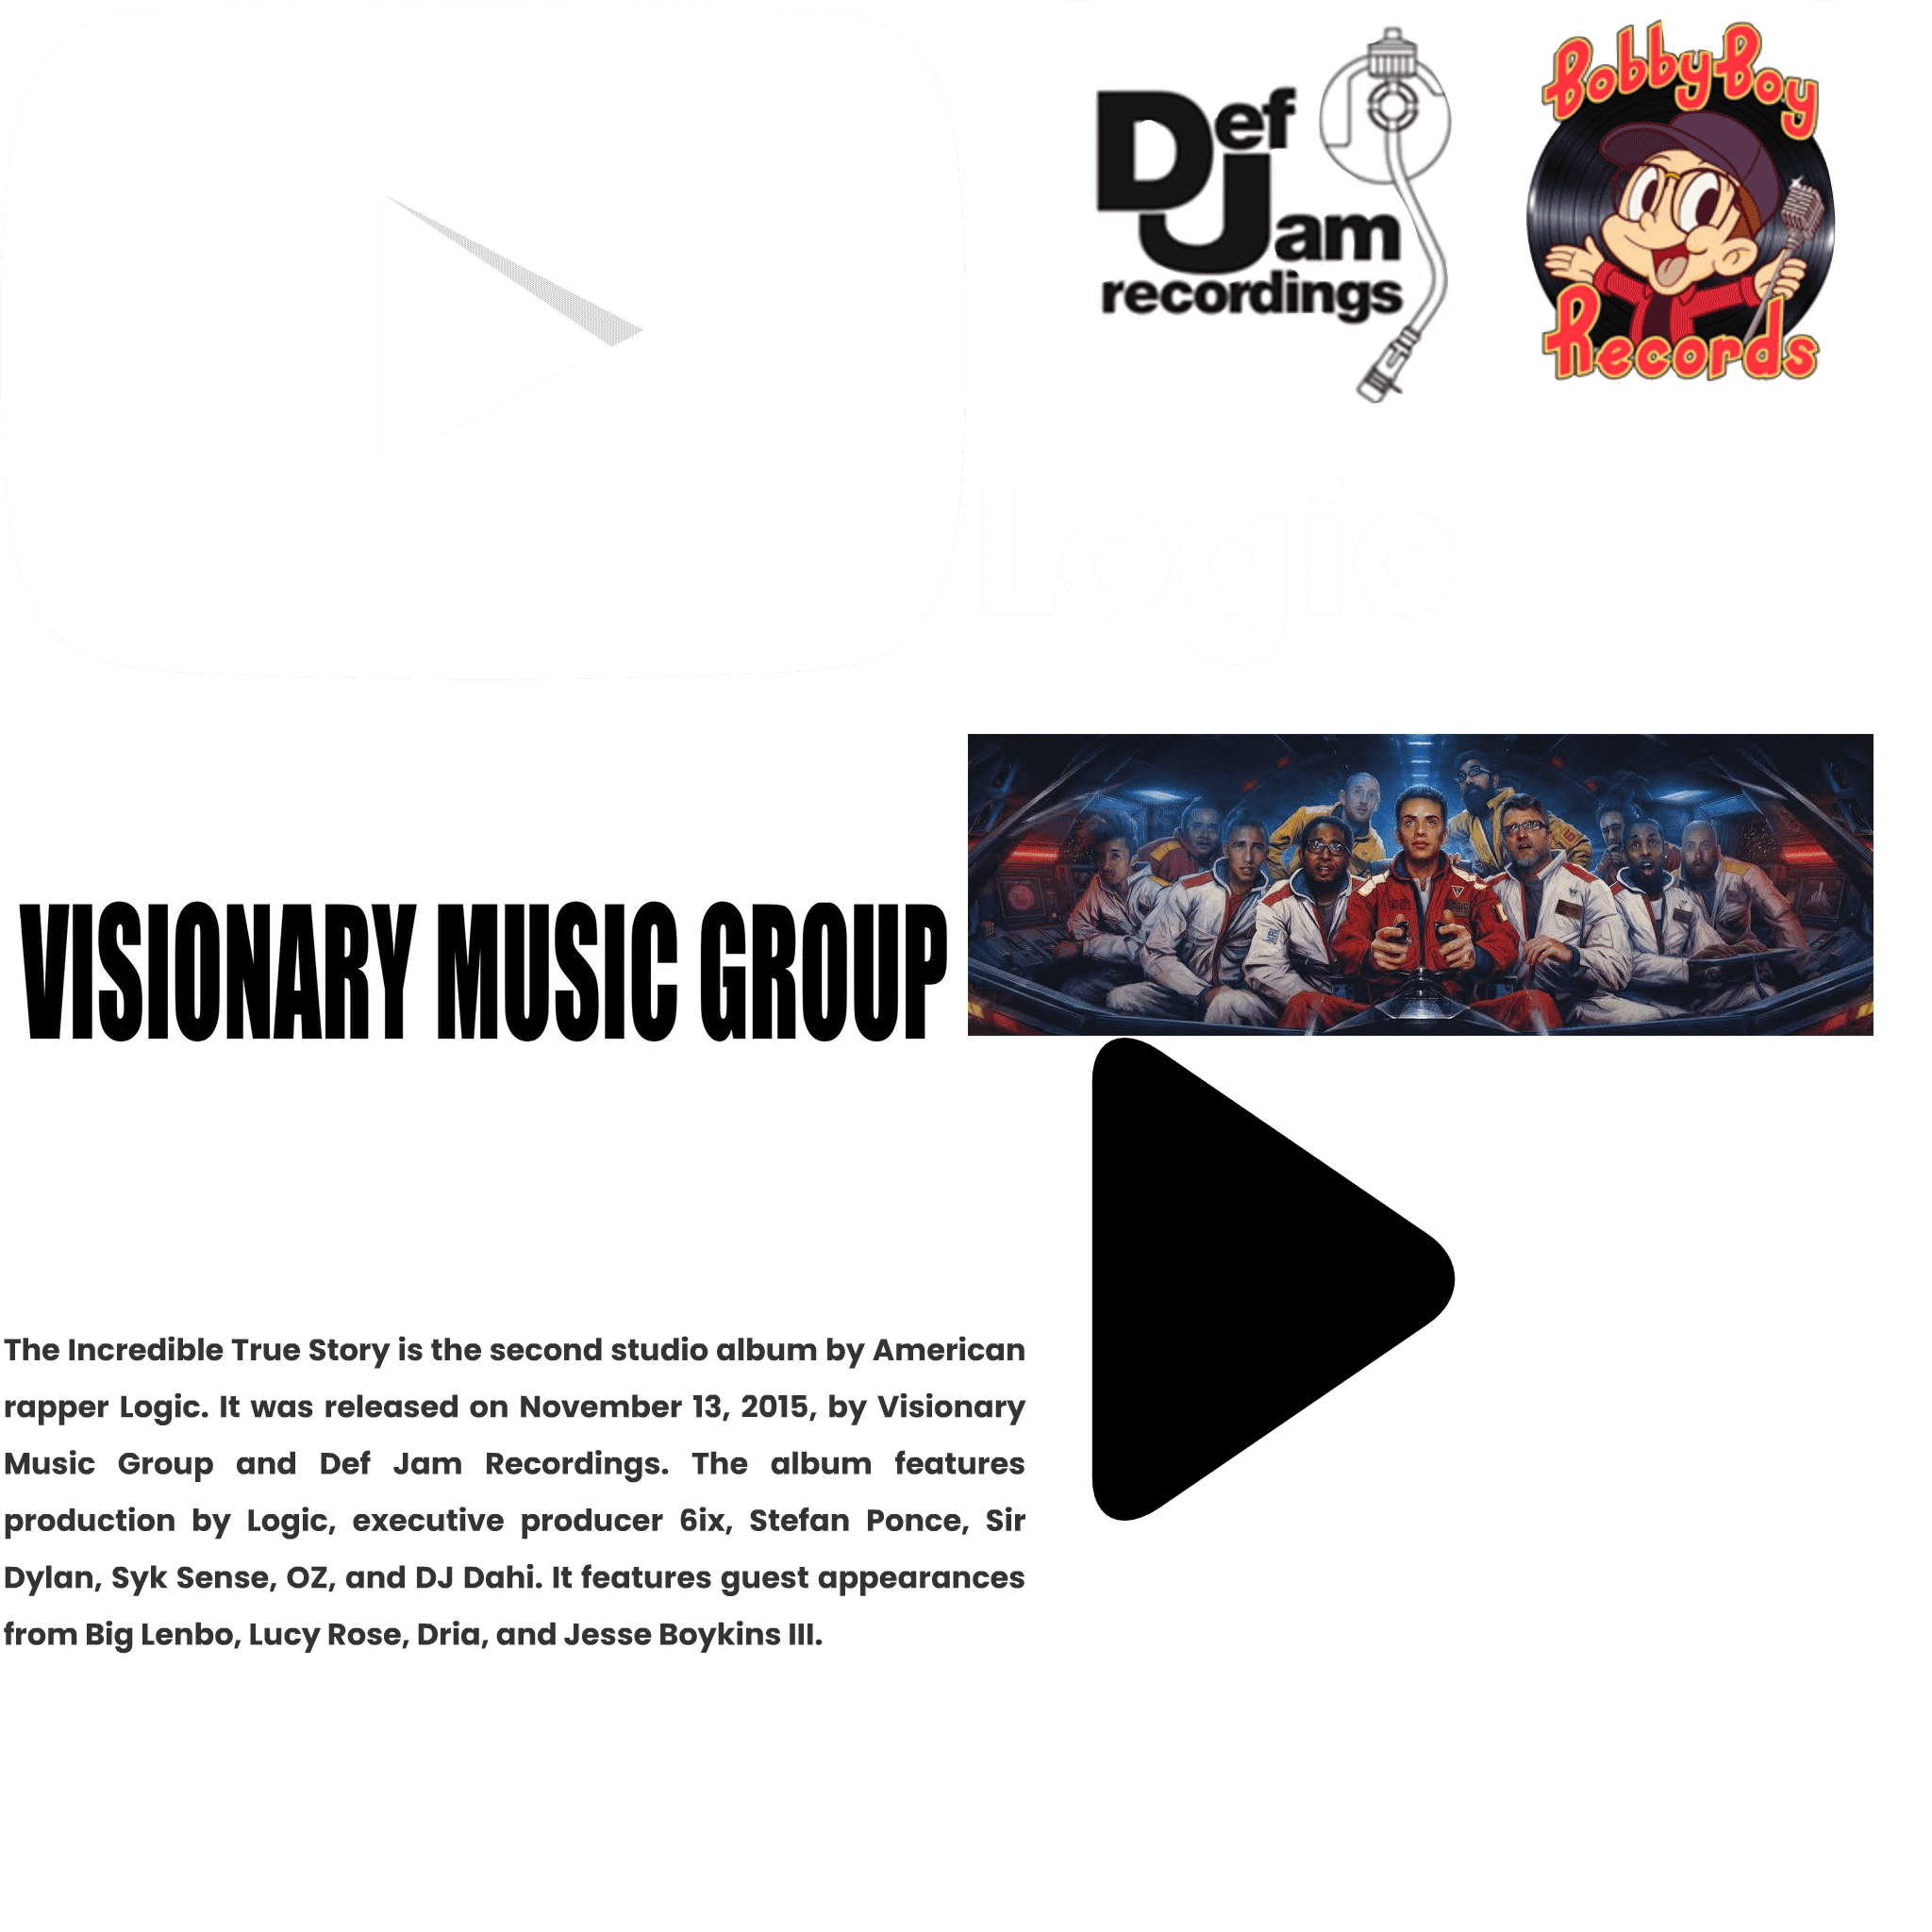 Def
Jam
recordings
BobbyBoy
Records
Logic
VISIONARY MUSIC GROUP
The Incredible True Story is the second studio album by American
rapper Logic. It was released on November 13, 2015, by Visionary
Music Group and Def Jam Recordings. The album features
production by Logic, executive producer 6ix, Stefan Ponce, Sir
Dylan, Syk Sense, OZ, and DJ Dahi. It features guest appearances
from Big Lenbo, Lucy Rose, Dria, and Jesse Boykins III.